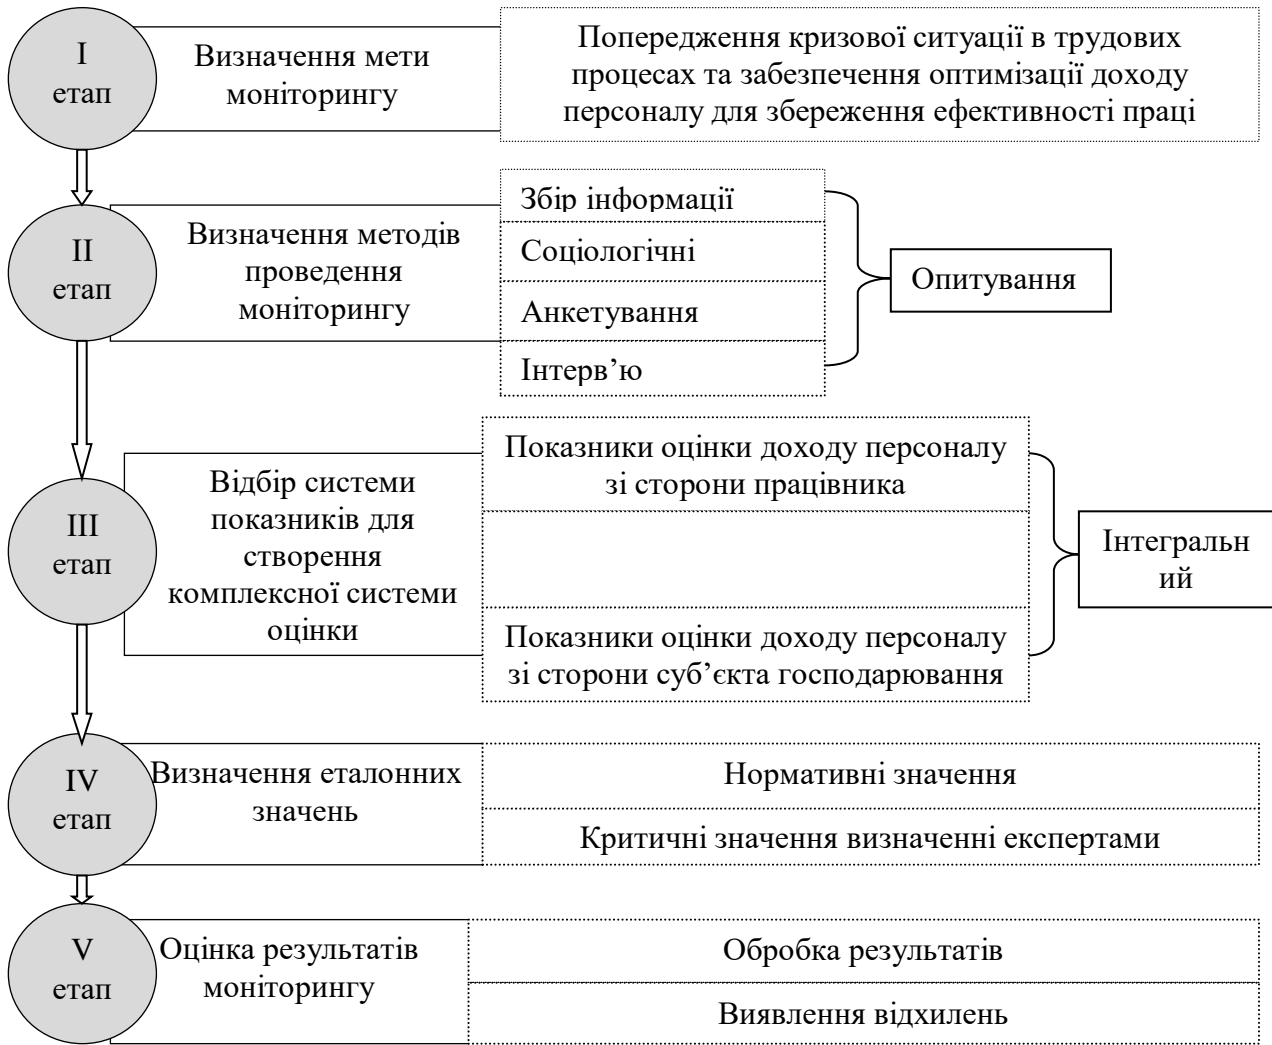 I
етап
Визначення мети
моніторингу
Попередження кризової ситуації в трудових
процесах та забезпечення оптимізації доходу
персоналу для збереження ефективності праці
II
етап
Визначення методів
проведення
моніторингу
Збір інформації
Соціологічні
Анкетування
Інтерв’ю
Опитування
III
етап
Відбір системи
показників для
створення
комплексної системи
оцінки
Показники оцінки доходу персоналу
зі сторони працівника
Показники оцінки доходу персоналу
зі сторони суб’єкта господарювання
Інтегральн
ий
IV
етап
Визначення еталонних
значень
Нормативні значення
Критичні значення визначенні експертами
V
етап
Оцінка результатів
моніторингу
Обробка результатів
Виявлення відхилень